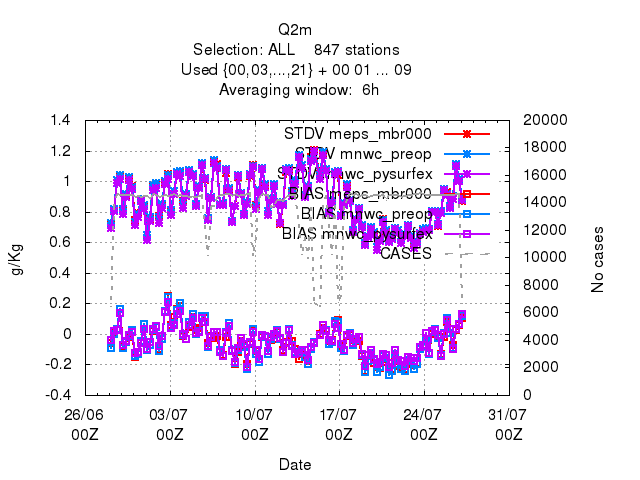 Q2m
Selection: ALL 847 stations
Used {00,03,...,21} + 00 01 ... 09
Averaging window: 6h
1.4
1.2
1
0.8
0.6
0.4
0.2
0
-0.2
-0.4
g/Kg
STDV meps_mbr000
STDV mnwc_preop
STDV mnwc_pysurfex
BIAS meps_mbr000
BIAS mnwc_preop
BIAS mnwc_pysurfex
CASES
20000
18000
16000
14000
12000
10000
8000
6000
4000
2000
0
No cases
26/06 03/07 10/07 17/07 24/07 31/07
00Z 00Z 00Z 00Z 00Z 00Z
Date